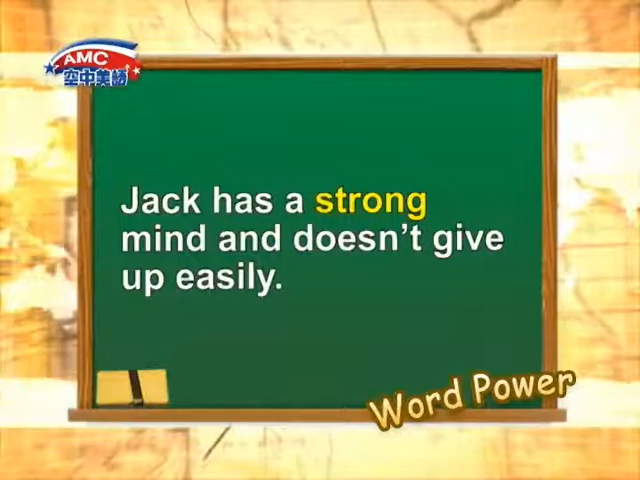 AMC
空中美語
Jack has a strong
mind and doesn't give
up easily.
Word Power